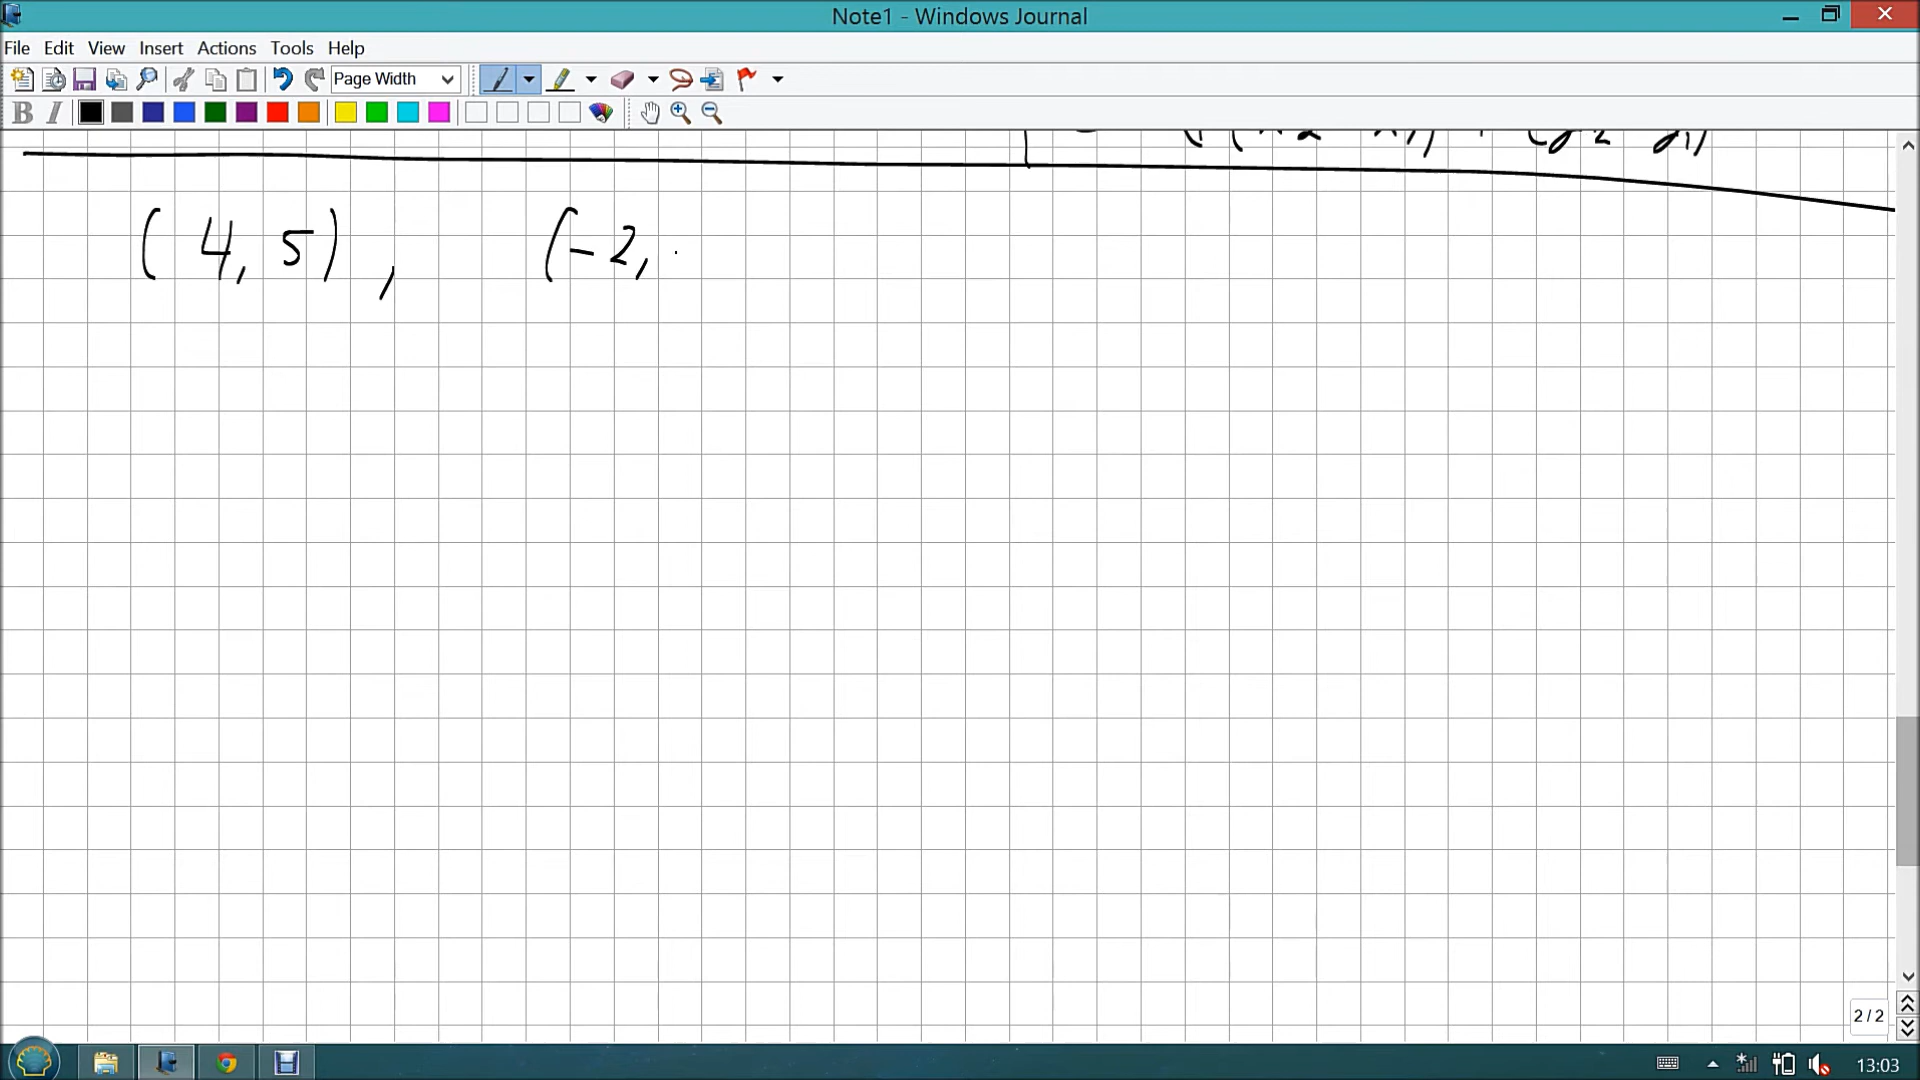 Note1 - Windows Journal
File Edit View Insert Actions Tools Help
Page Width
B I
( 4, 5) , (-2,
2 / 2
13:03